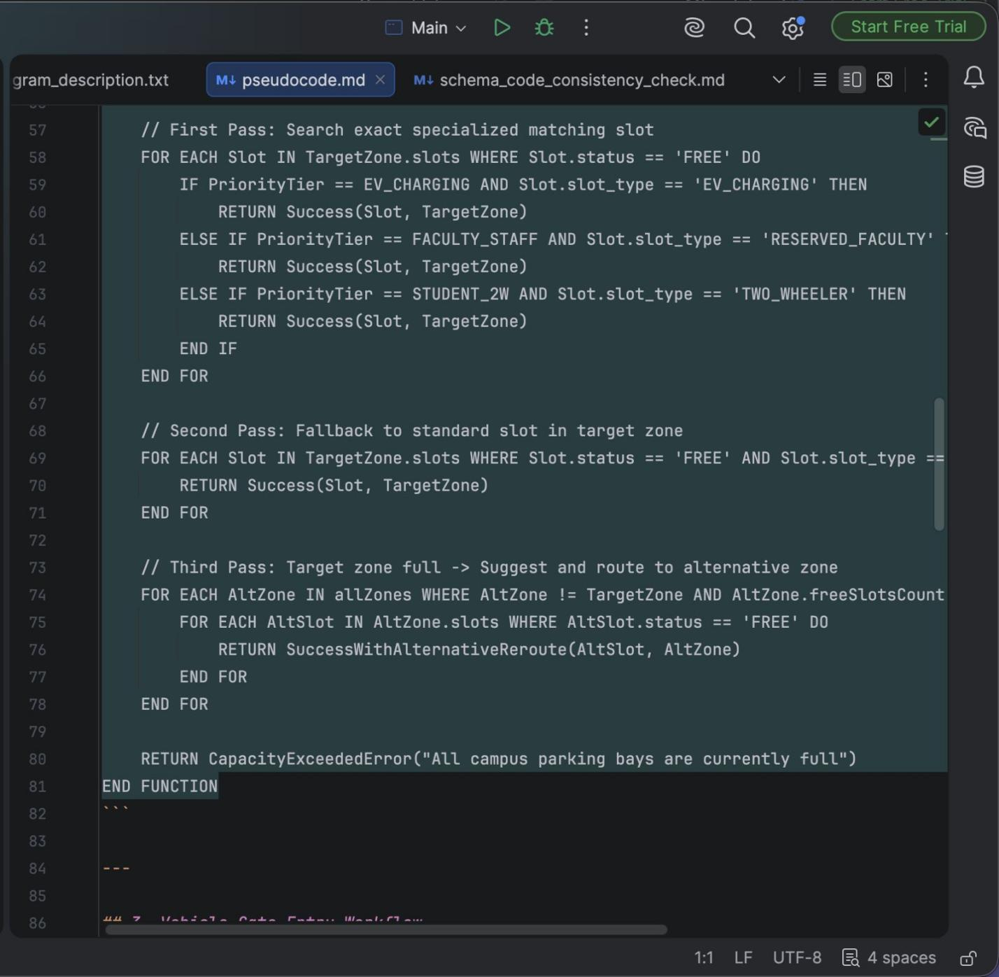 Main
Start Free Trial
gram_description.txt
M↓ pseudocode.md
M↓ schema_code_consistency_check.md
57 // First Pass: Search exact specialized matching slot
58 FOR EACH Slot IN TargetZone.slots WHERE Slot.status == 'FREE' DO
59 IF PriorityTier == EV_CHARGING AND Slot.slot_type == 'EV_CHARGING' THEN
60 RETURN Success(Slot, TargetZone)
61 ELSE IF PriorityTier == FACULTY_STAFF AND Slot.slot_type == 'RESERVED_FACULTY'
62 RETURN Success(Slot, TargetZone)
63 ELSE IF PriorityTier == STUDENT_2W AND Slot.slot_type == 'TWO_WHEELER' THEN
64 RETURN Success(Slot, TargetZone)
65 END IF
66 END FOR
67
68 // Second Pass: Fallback to standard slot in target zone
69 FOR EACH Slot IN TargetZone.slots WHERE Slot.status == 'FREE' AND Slot.slot_type ==
70 RETURN Success(Slot, TargetZone)
71 END FOR
72
73 // Third Pass: Target zone full -> Suggest and route to alternative zone
74 FOR EACH AltZone IN allZones WHERE AltZone != TargetZone AND AltZone.freeSlotsCount
75 FOR EACH AltSlot IN AltZone.slots WHERE AltSlot.status == 'FREE' DO
76 RETURN SuccessWithAlternativeReroute(AltSlot, AltZone)
77 END FOR
78 END FOR
79
80 RETURN CapacityExceededError("All campus parking bays are currently full")
81 END FUNCTION
82 ```
83
84 ---
85
86 ## 3. Vehicle Gate Entry Workflow
1:1 LF UTF-8 4 spaces